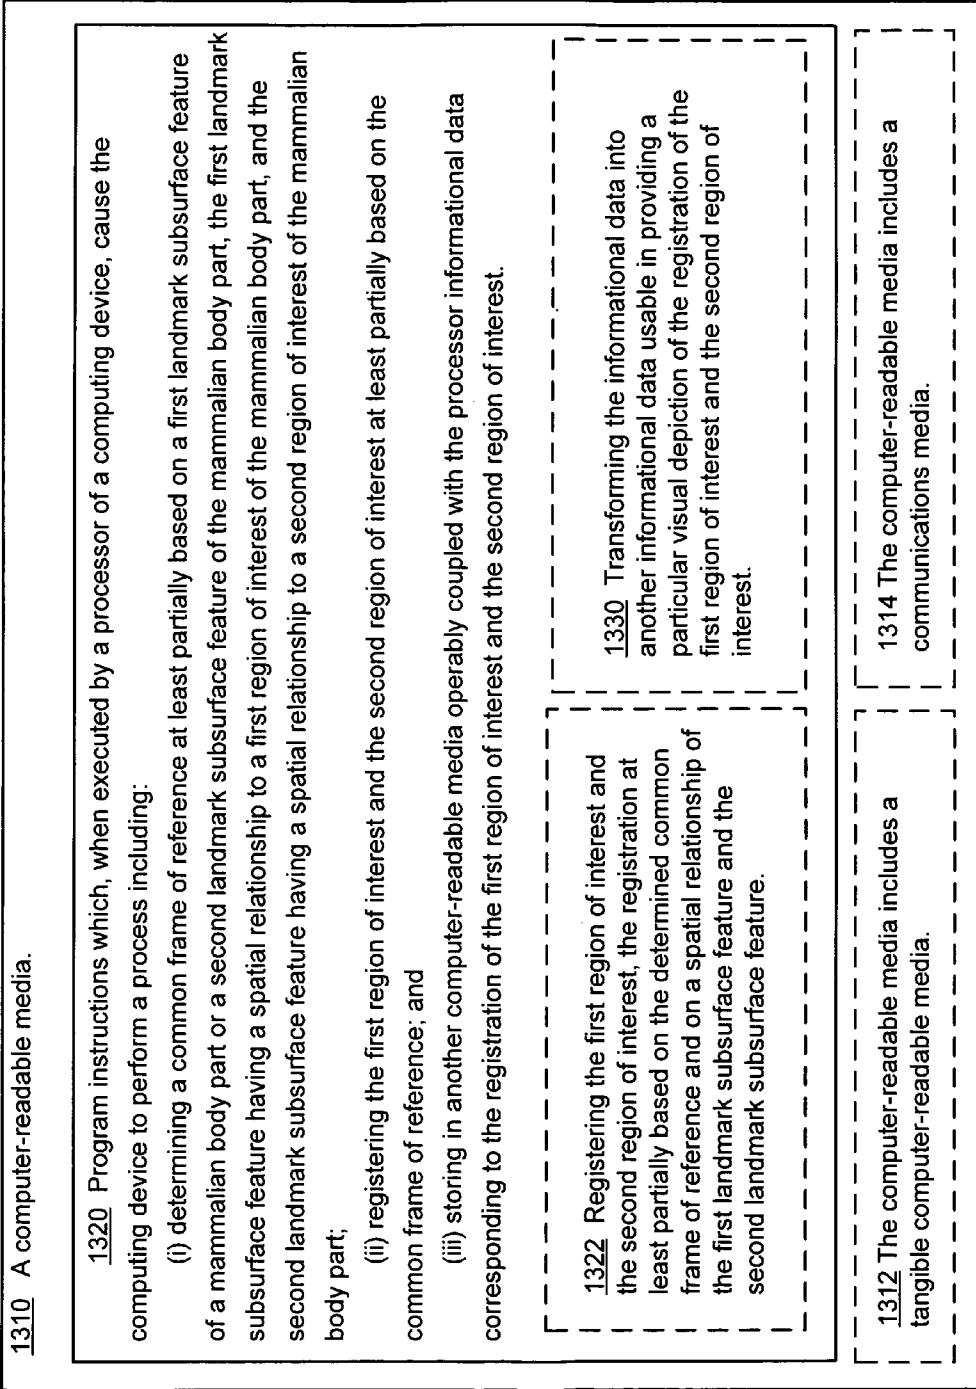 1310 A computer-readable media.
1320 Program instructions which, when executed by a processor of a computing device, cause the
computing device to perform a process including:
(i) determining a common frame of reference at least partially based on a first landmark subsurface feature
of a mammalian body part or a second landmark subsurface feature of the mammalian body part, the first landmark
subsurface feature having a spatial relationship to a first region of interest of the mammalian body part, and the
second landmark subsurface feature having a spatial relationship to a second region of interest of the mammalian
body part;
(ii) registering the first region of interest and the second region of interest at least partially based on the
common frame of reference; and
(iii) storing in another computer-readable media operably coupled with the processor informational data
corresponding to the registration of the first region of interest and the second region of interest.
1322 Registering the first region of interest and
the second region of interest, the registration at
least partially based on the determined common
frame of reference and on a spatial relationship of
the first landmark subsurface feature and the
second landmark subsurface feature.
1330 Transforming the informational data into
another informational data usable in providing a
particular visual depiction of the registration of the
first region of interest and the second region of
interest.
1312 The computer-readable media includes a
tangible computer-readable media.
1314 The computer-readable media includes a
communications media.